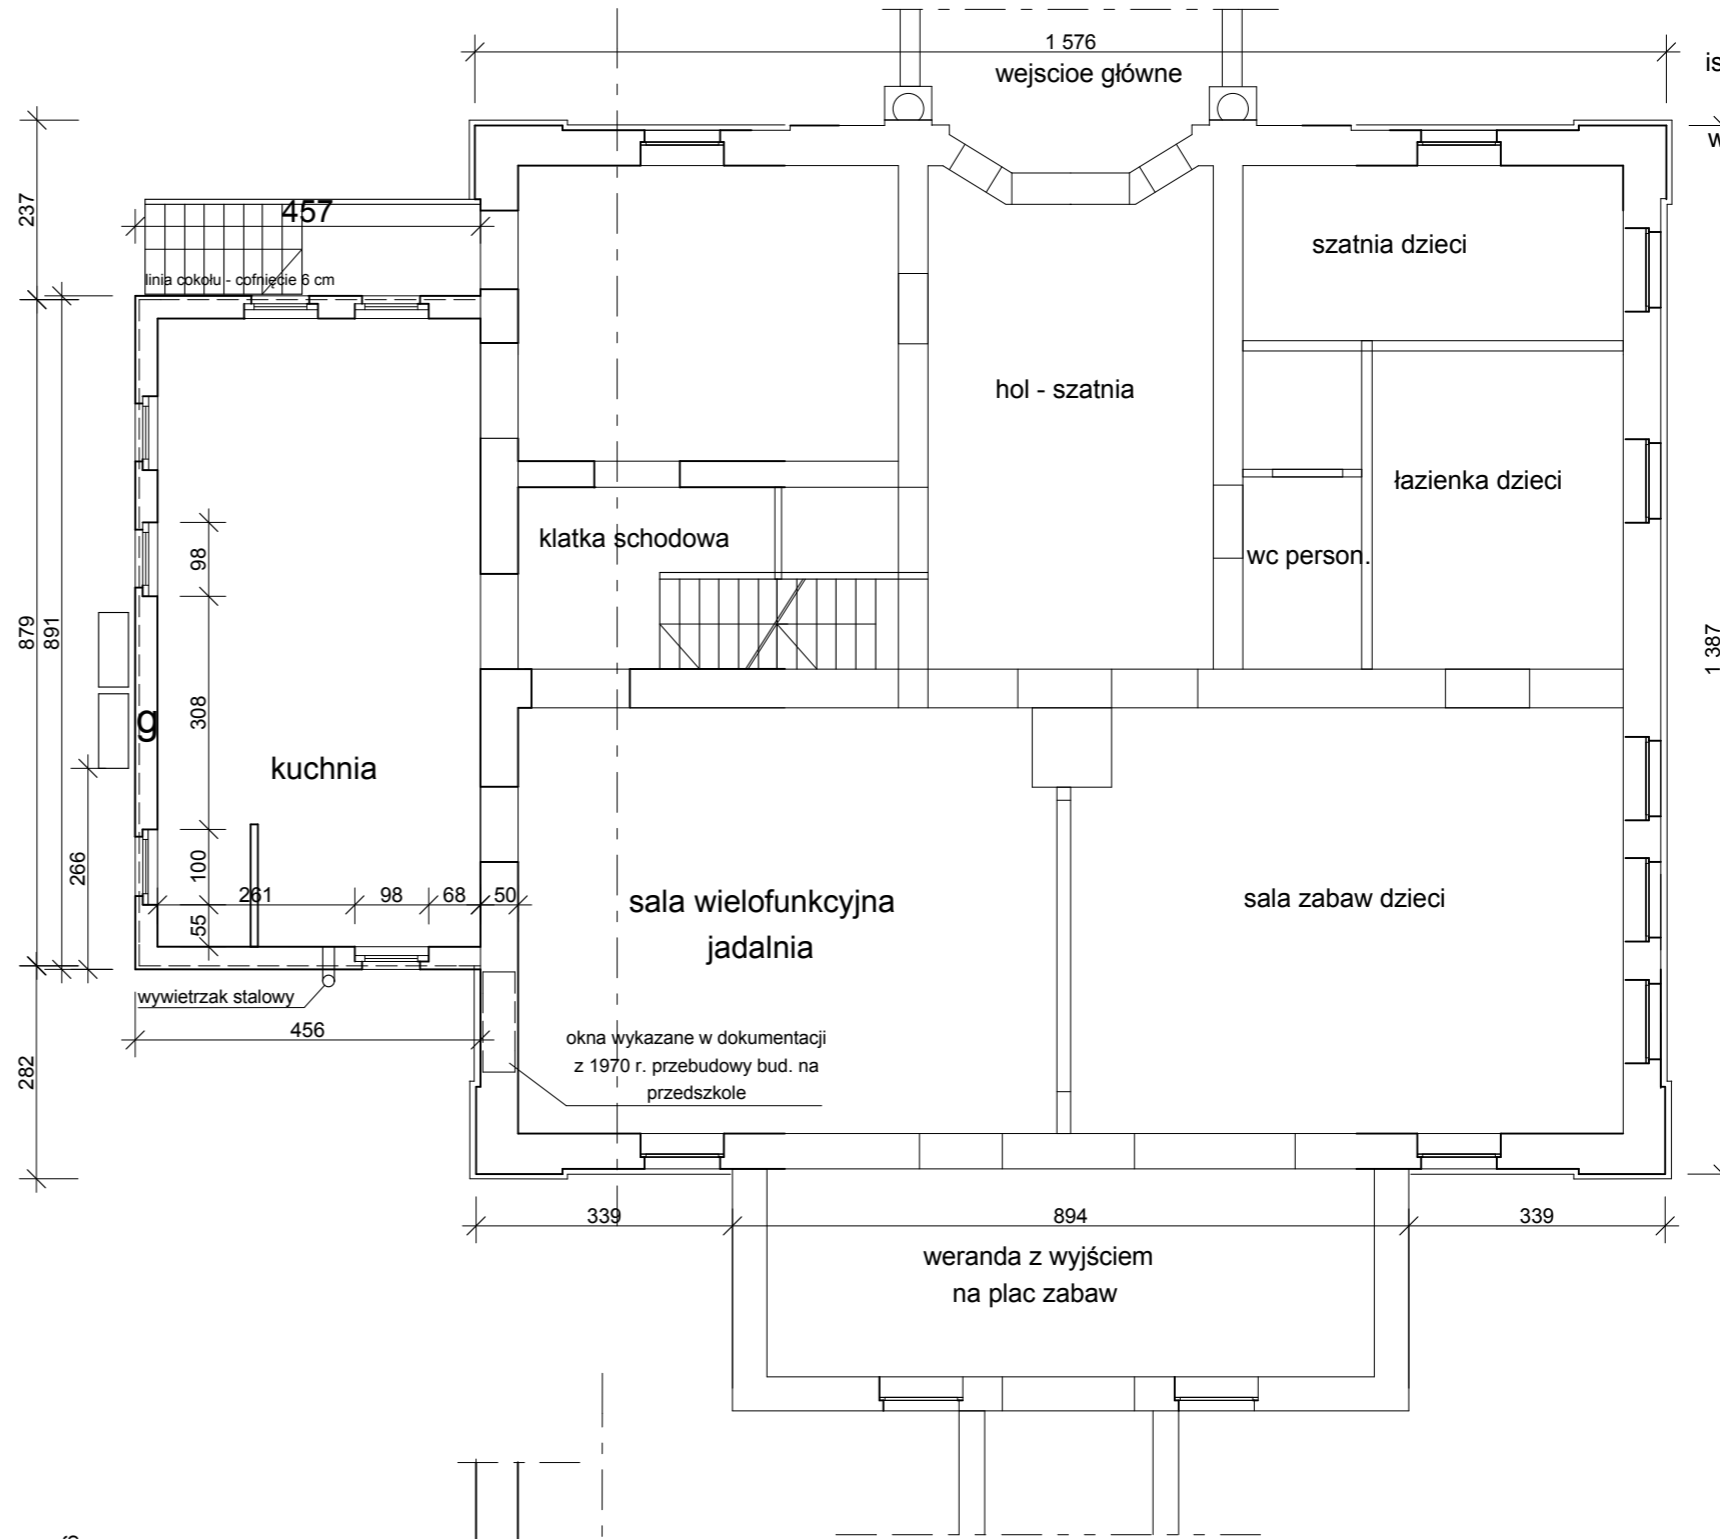 1 576
wejscioe główne
is
w
237
457
linia cokołu - cofnięcie 6 cm
szatnia dzieci
hol - szatnia
łazienka dzieci
klatka schodowa
wc person.
98
879
891
1 387
308
g
kuchnia
266
100
261
98
68
50
55
sala wielofunkcyjna
jadalnia
sala zabaw dzieci
wywietrzak stalowy
456
okna wykazane w dokumentacji
z 1970 r. przebudowy bud. na
przedszkole
282
339
894
339
weranda z wyjściem
na plac zabaw